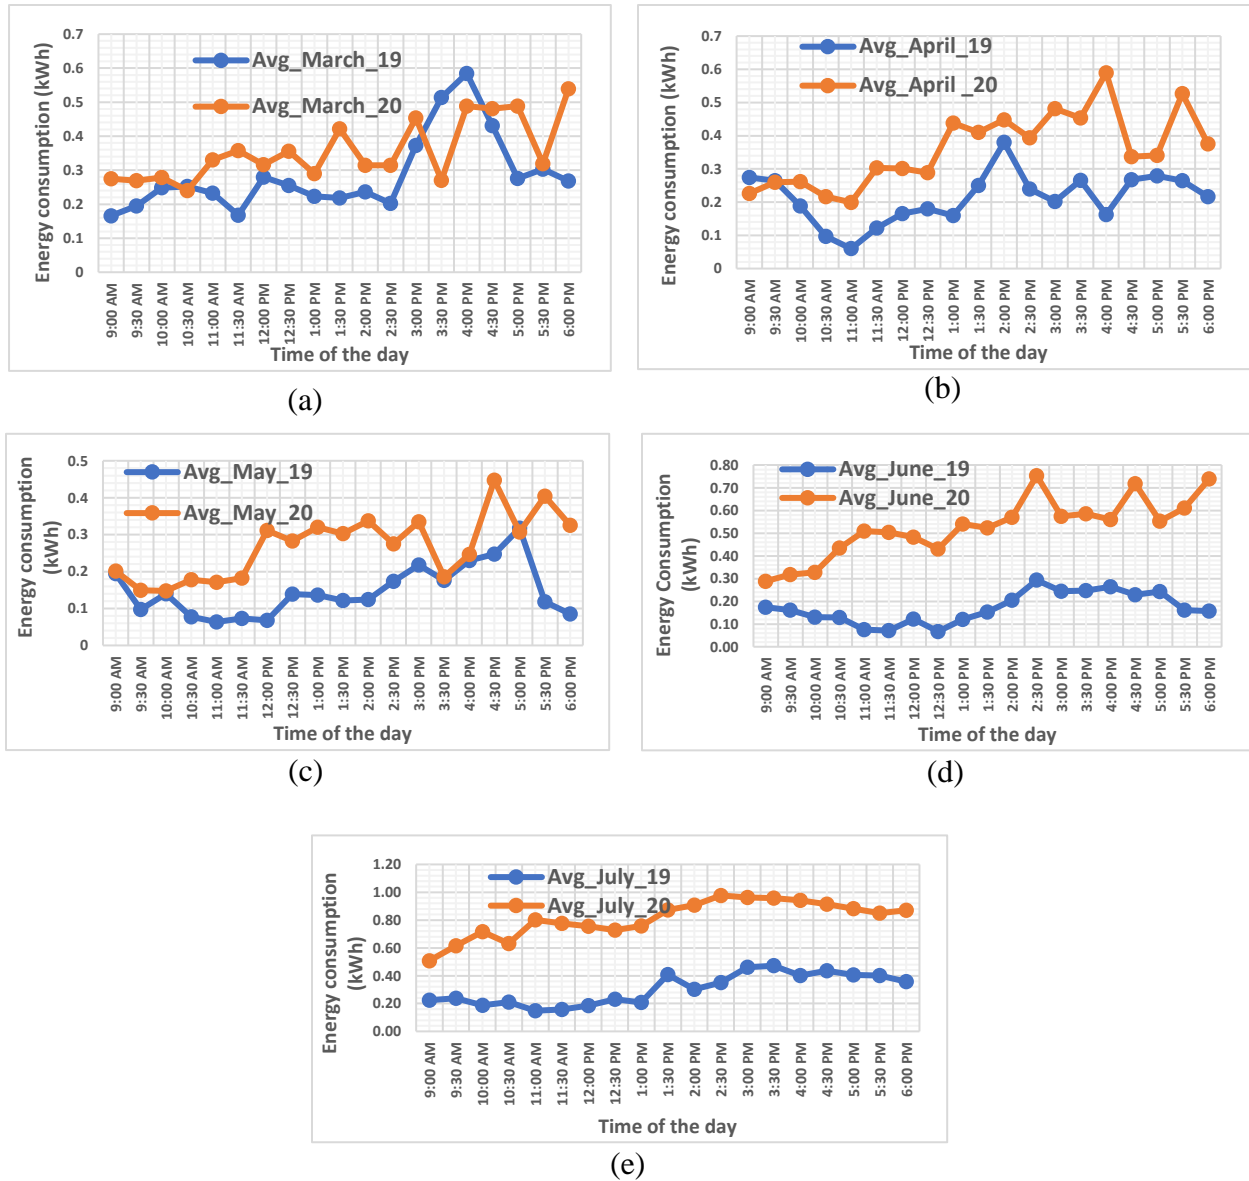 0.7
0.6
0.5
0.4
0.3
0.2
0.1
0
Energy consumption (kWh)
Avg_March_19
Avg_March_20
9:00 AM
9:30 AM
10:00 AM
10:30 AM
11:00 AM
11:30 AM
12:00 PM
12:30 PM
1:00 PM
1:30 PM
2:00 PM
2:30 PM
3:00 PM
3:30 PM
4:00 PM
4:30 PM
5:00 PM
5:30 PM
6:00 PM
Time of the day
(a)
0.7
0.6
0.5
0.4
0.3
0.2
0.1
0
Energy consumption (kWh)
Avg_April_19
Avg_April _20
9:00 AM
9:30 AM
10:00 AM
10:30 AM
11:00 AM
11:30 AM
12:00 PM
12:30 PM
1:00 PM
1:30 PM
2:00 PM
2:30 PM
3:00 PM
3:30 PM
4:00 PM
4:30 PM
5:00 PM
5:30 PM
6:00 PM
Time of the day
(b)
0.5
0.4
0.3
0.2
0.1
0
Energy consumption
(kWh)
Avg_May_19
Avg_May_20
9:00 AM
9:30 AM
10:00 AM
10:30 AM
11:00 AM
11:30 AM
12:00 PM
12:30 PM
1:00 PM
1:30 PM
2:00 PM
2:30 PM
3:00 PM
3:30 PM
4:00 PM
4:30 PM
5:00 PM
5:30 PM
6:00 PM
Time of the day
(c)
0.80
0.70
0.60
0.50
0.40
0.30
0.20
0.10
0.00
Energy Consumption
(kWh)
Avg_June_19
Avg_June_20
9:00 AM
9:30 AM
10:00 AM
10:30 AM
11:00 AM
11:30 AM
12:00 PM
12:30 PM
1:00 PM
1:30 PM
2:00 PM
2:30 PM
3:00 PM
3:30 PM
4:00 PM
4:30 PM
5:00 PM
5:30 PM
6:00 PM
Time of the day
(d)
1.20
1.00
0.80
0.60
0.40
0.20
0.00
Energy consumption
(kWh)
Avg_July_19
Avg_July_20
9:00 AM
9:30 AM
10:00 AM
10:30 AM
11:00 AM
11:30 AM
12:00 PM
12:30 PM
1:00 PM
1:30 PM
2:00 PM
2:30 PM
3:00 PM
3:30 PM
4:00 PM
4:30 PM
5:00 PM
5:30 PM
6:00 PM
Time of the day
(e)